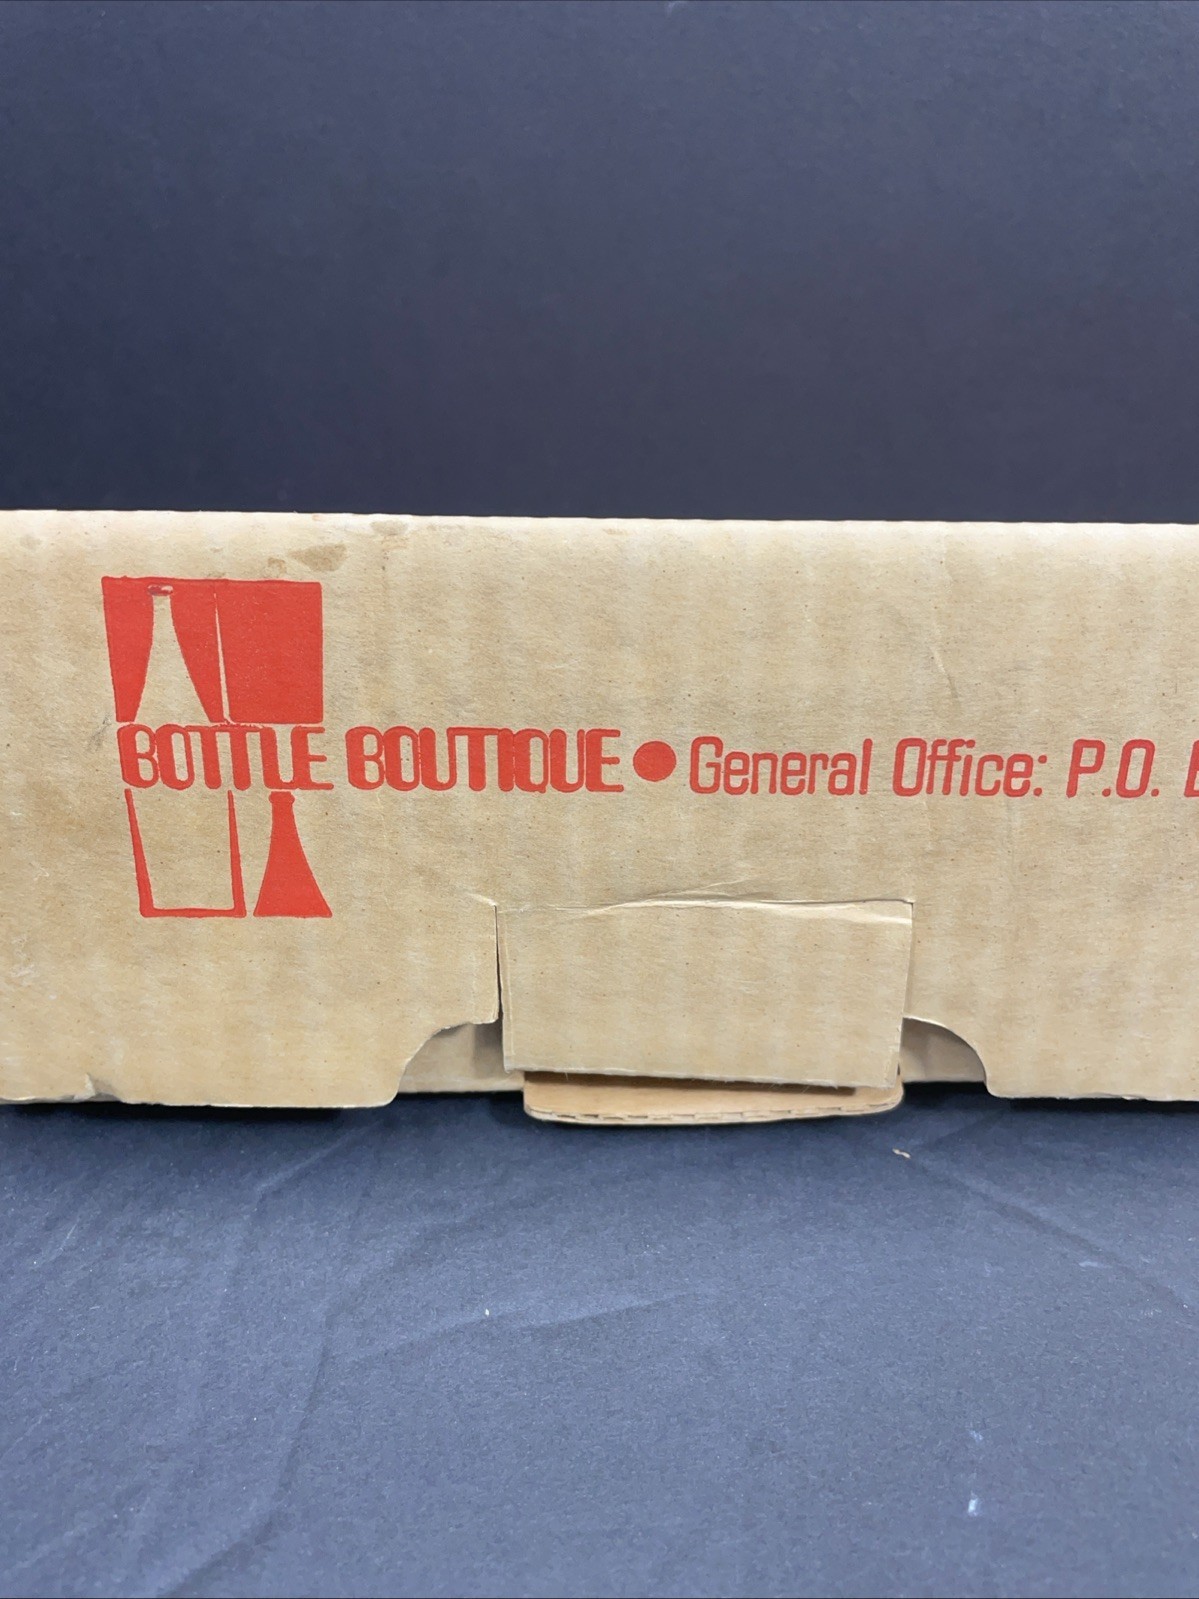 BOTTLE BOUTIQUE ● General Office: P.O.